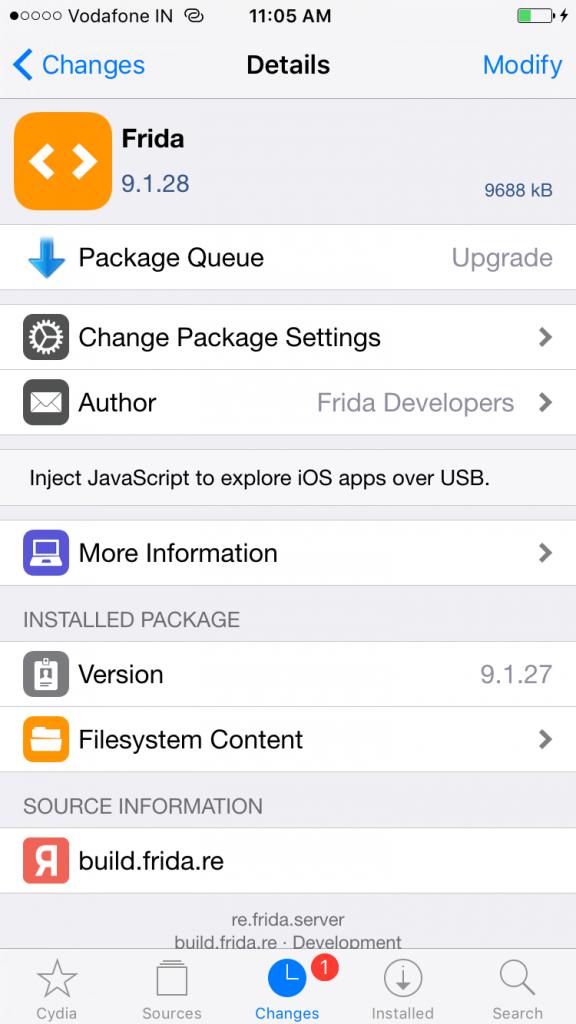 Vodafone IN 11:05 AM
Changes Details Modify
Frida
9.1.28 9688 kB
Package Queue Upgrade
Change Package Settings
Author Frida Developers
Inject JavaScript to explore iOS apps over USB.
More Information
INSTALLED PACKAGE
Version 9.1.27
Filesystem Content
SOURCE INFORMATION
Я build.frida.re
re.frida.server
build.frida.re · Development
1
Cydia Sources Changes Installed Search